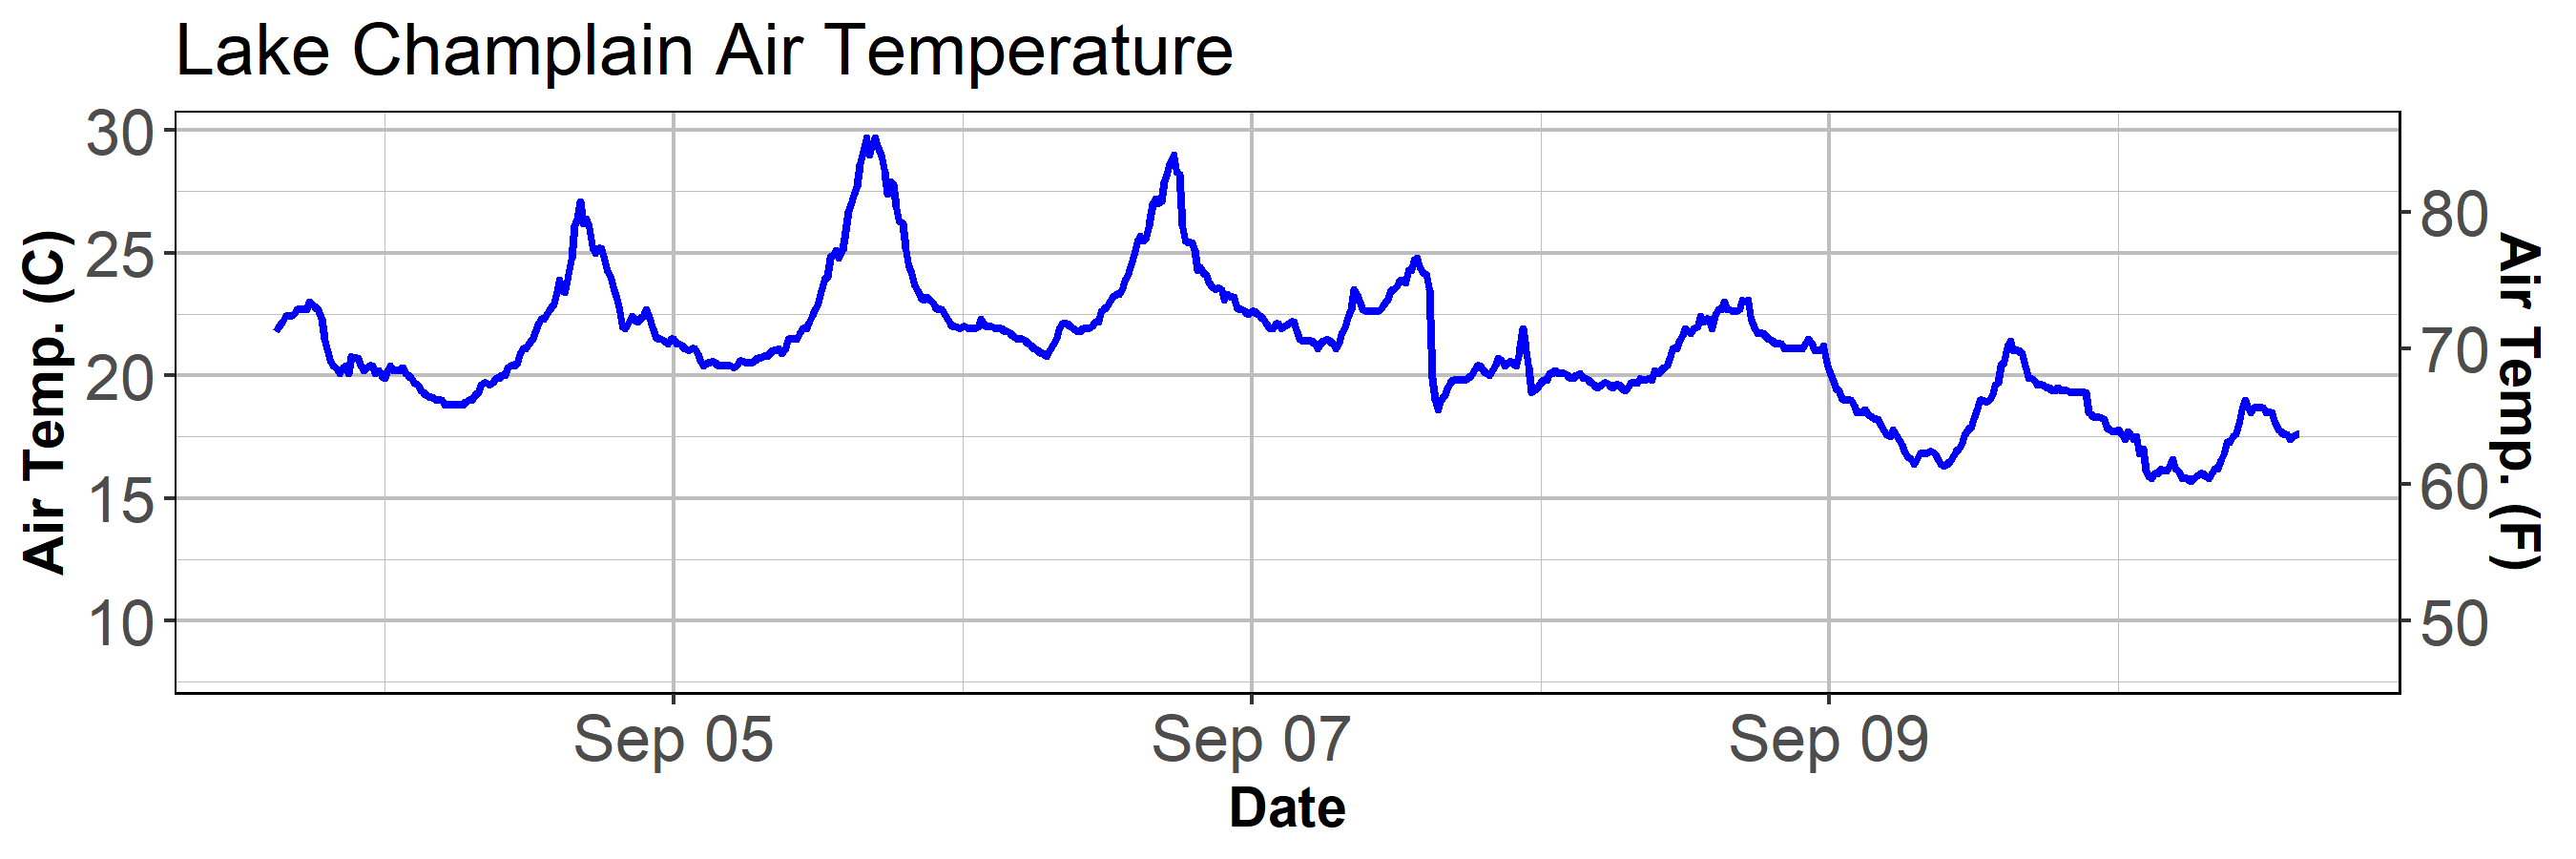 Lake Champlain Air Temperature
Air Temp. (C)
30
25
20
15
10
80
70
60
50
Air Temp. (F)
Sep 05 Sep 07 Sep 09
Date